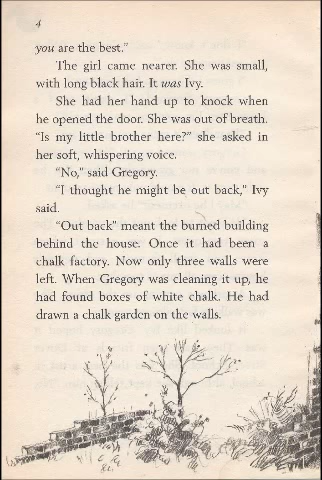 4
you are the best."
The girl came nearer. She was small,
with long black hair. It was Ivy.
She had her hand up to knock when
he opened the door. She was out of breath.
"Is my little brother here?" she asked in
her soft, whispering voice.
"No," said Gregory.
"I thought he might be out back," Ivy
said.
"Out back" meant the burned building
behind the house. Once it had been a
chalk factory. Now only three walls were
left. When Gregory was cleaning it up, he
had found boxes of white chalk. He had
drawn a chalk garden on the walls.